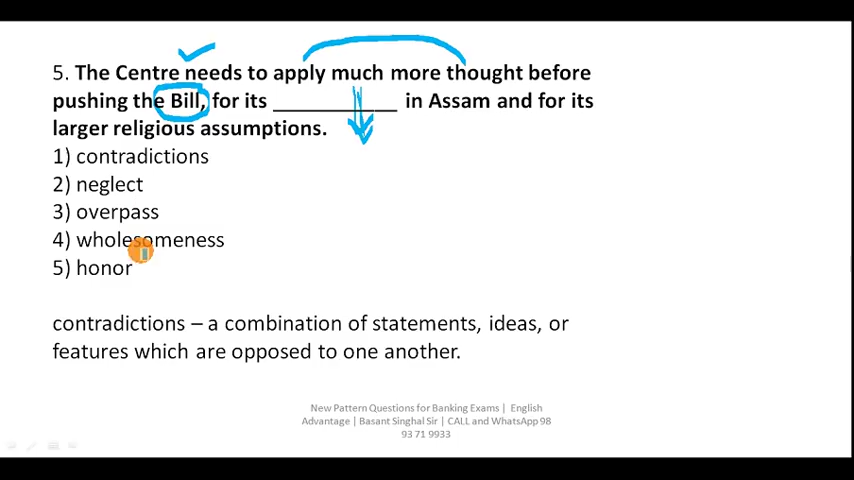 5. The Centre needs to apply much more thought before
pushing the Bill, for its ____________ in Assam and for its
larger religious assumptions.
1) contradictions
2) neglect
3) overpass
4) wholesomeness
5) honor
contradictions – a combination of statements, ideas, or
features which are opposed to one another.
New Pattern Questions for Banking Exams | English
Advantage | Basant Singhal Sir | CALL and WhatsApp 98
93 71 9933